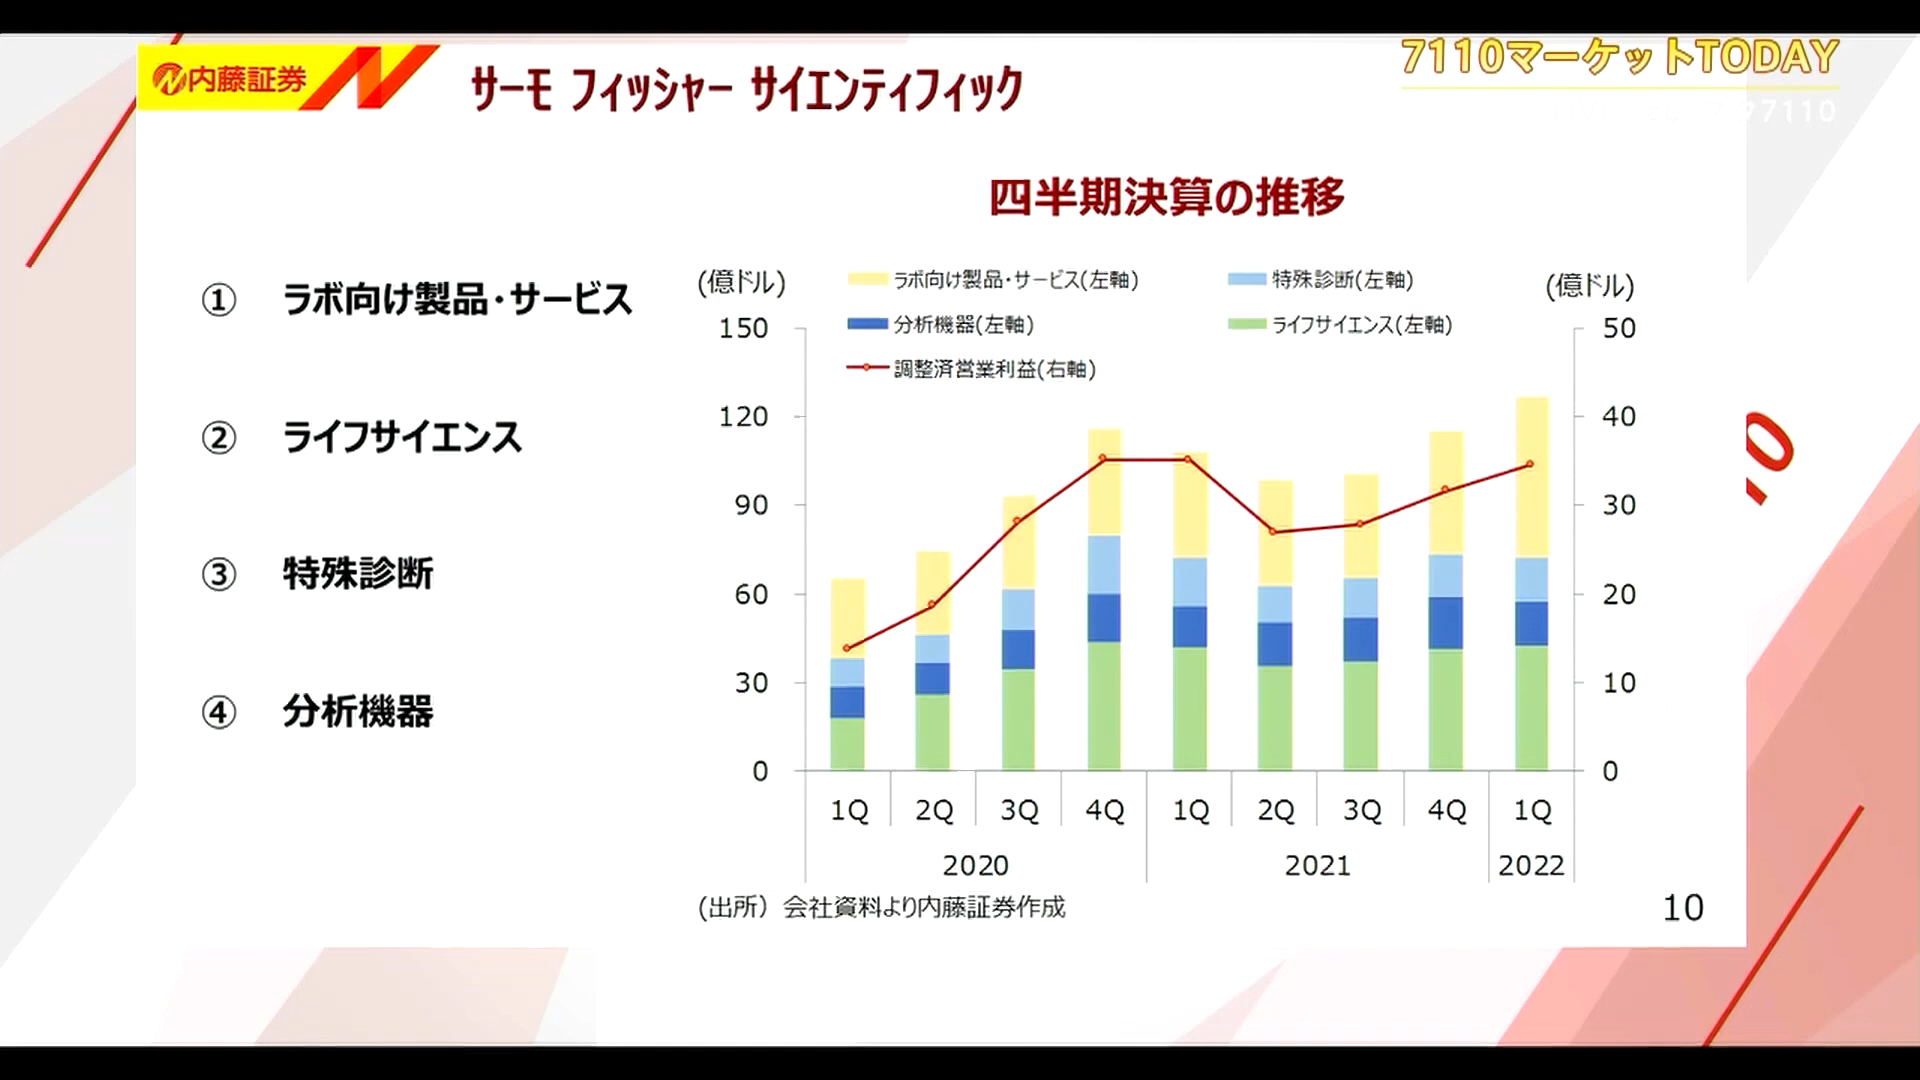 内藤証券
サーモ フィッシャー サイエンティフィック
7110マーケットTODAY
97110
四半期決算の推移
① ラボ向け製品・サービス
② ライフサイエンス
③ 特殊診断
④ 分析機器
(億ドル)
(億ドル)
ラボ向け製品・サービス(左軸)
特殊診断(左軸)
分析機器(左軸)
ライフサイエンス(左軸)
調整済営業利益(右軸)
150
120
90
60
30
0
50
40
30
20
10
0
1Q 2Q 3Q 4Q 1Q 2Q 3Q 4Q 1Q
2020 2021 2022
(出所）会社資料より内藤証券作成
10
10